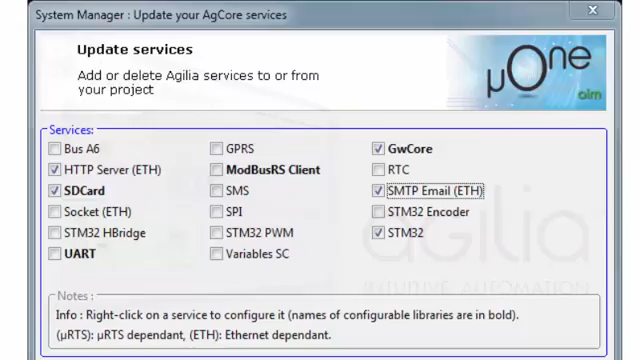 System Manager : Update your AgCore services
Update services
Add or delete Agilia services to or from
your project
µOne
aim
Services:
Bus A6
GPRS
GwCore
HTTP Server (ETH)
ModBusRS Client
RTC
SDCard
SMS
SMTP Email (ETH)
Socket (ETH)
SPI
STM32 Encoder
STM32 HBridge
STM32 PWM
STM32
UART
Variables SC
agilia
INTUITIVE AUTOMATION
Notes :
Info : Right-click on a service to configure it (names of configurable libraries are in bold).
(µRTS): µRTS dependant, (ETH): Ethernet dependant.